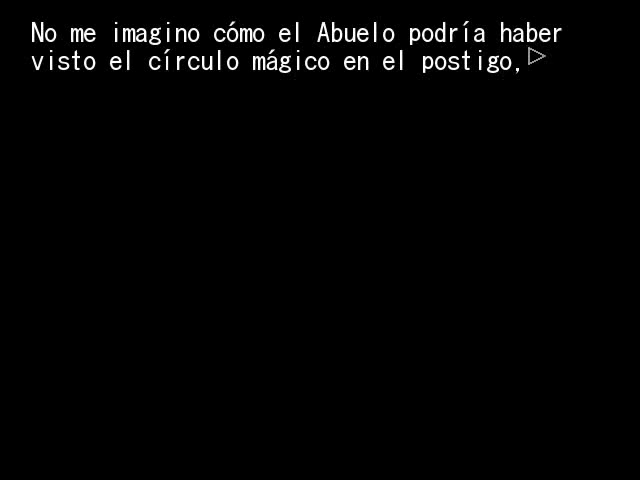 No me imagino cómo el Abuelo podría haber
visto el círculo mágico en el postigo,